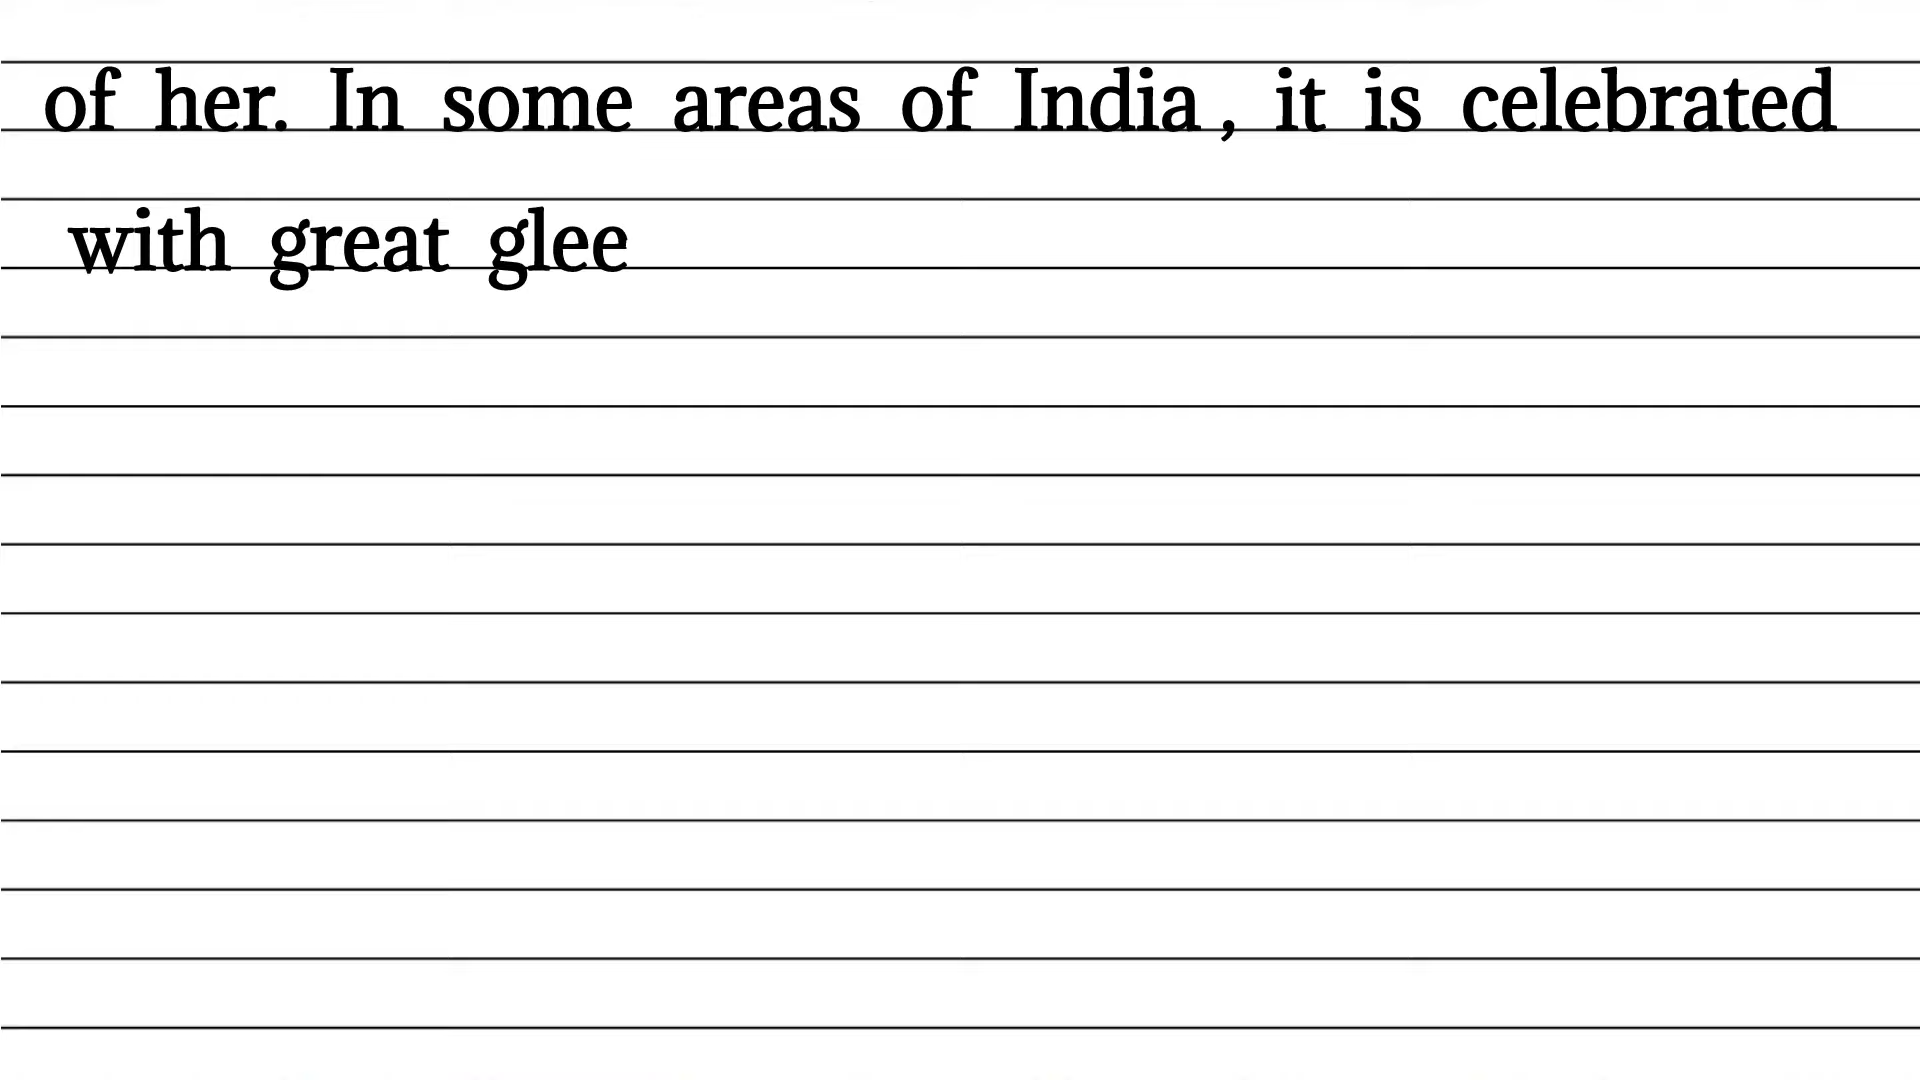 of her. In some areas of India, it is celebrated
with great glee